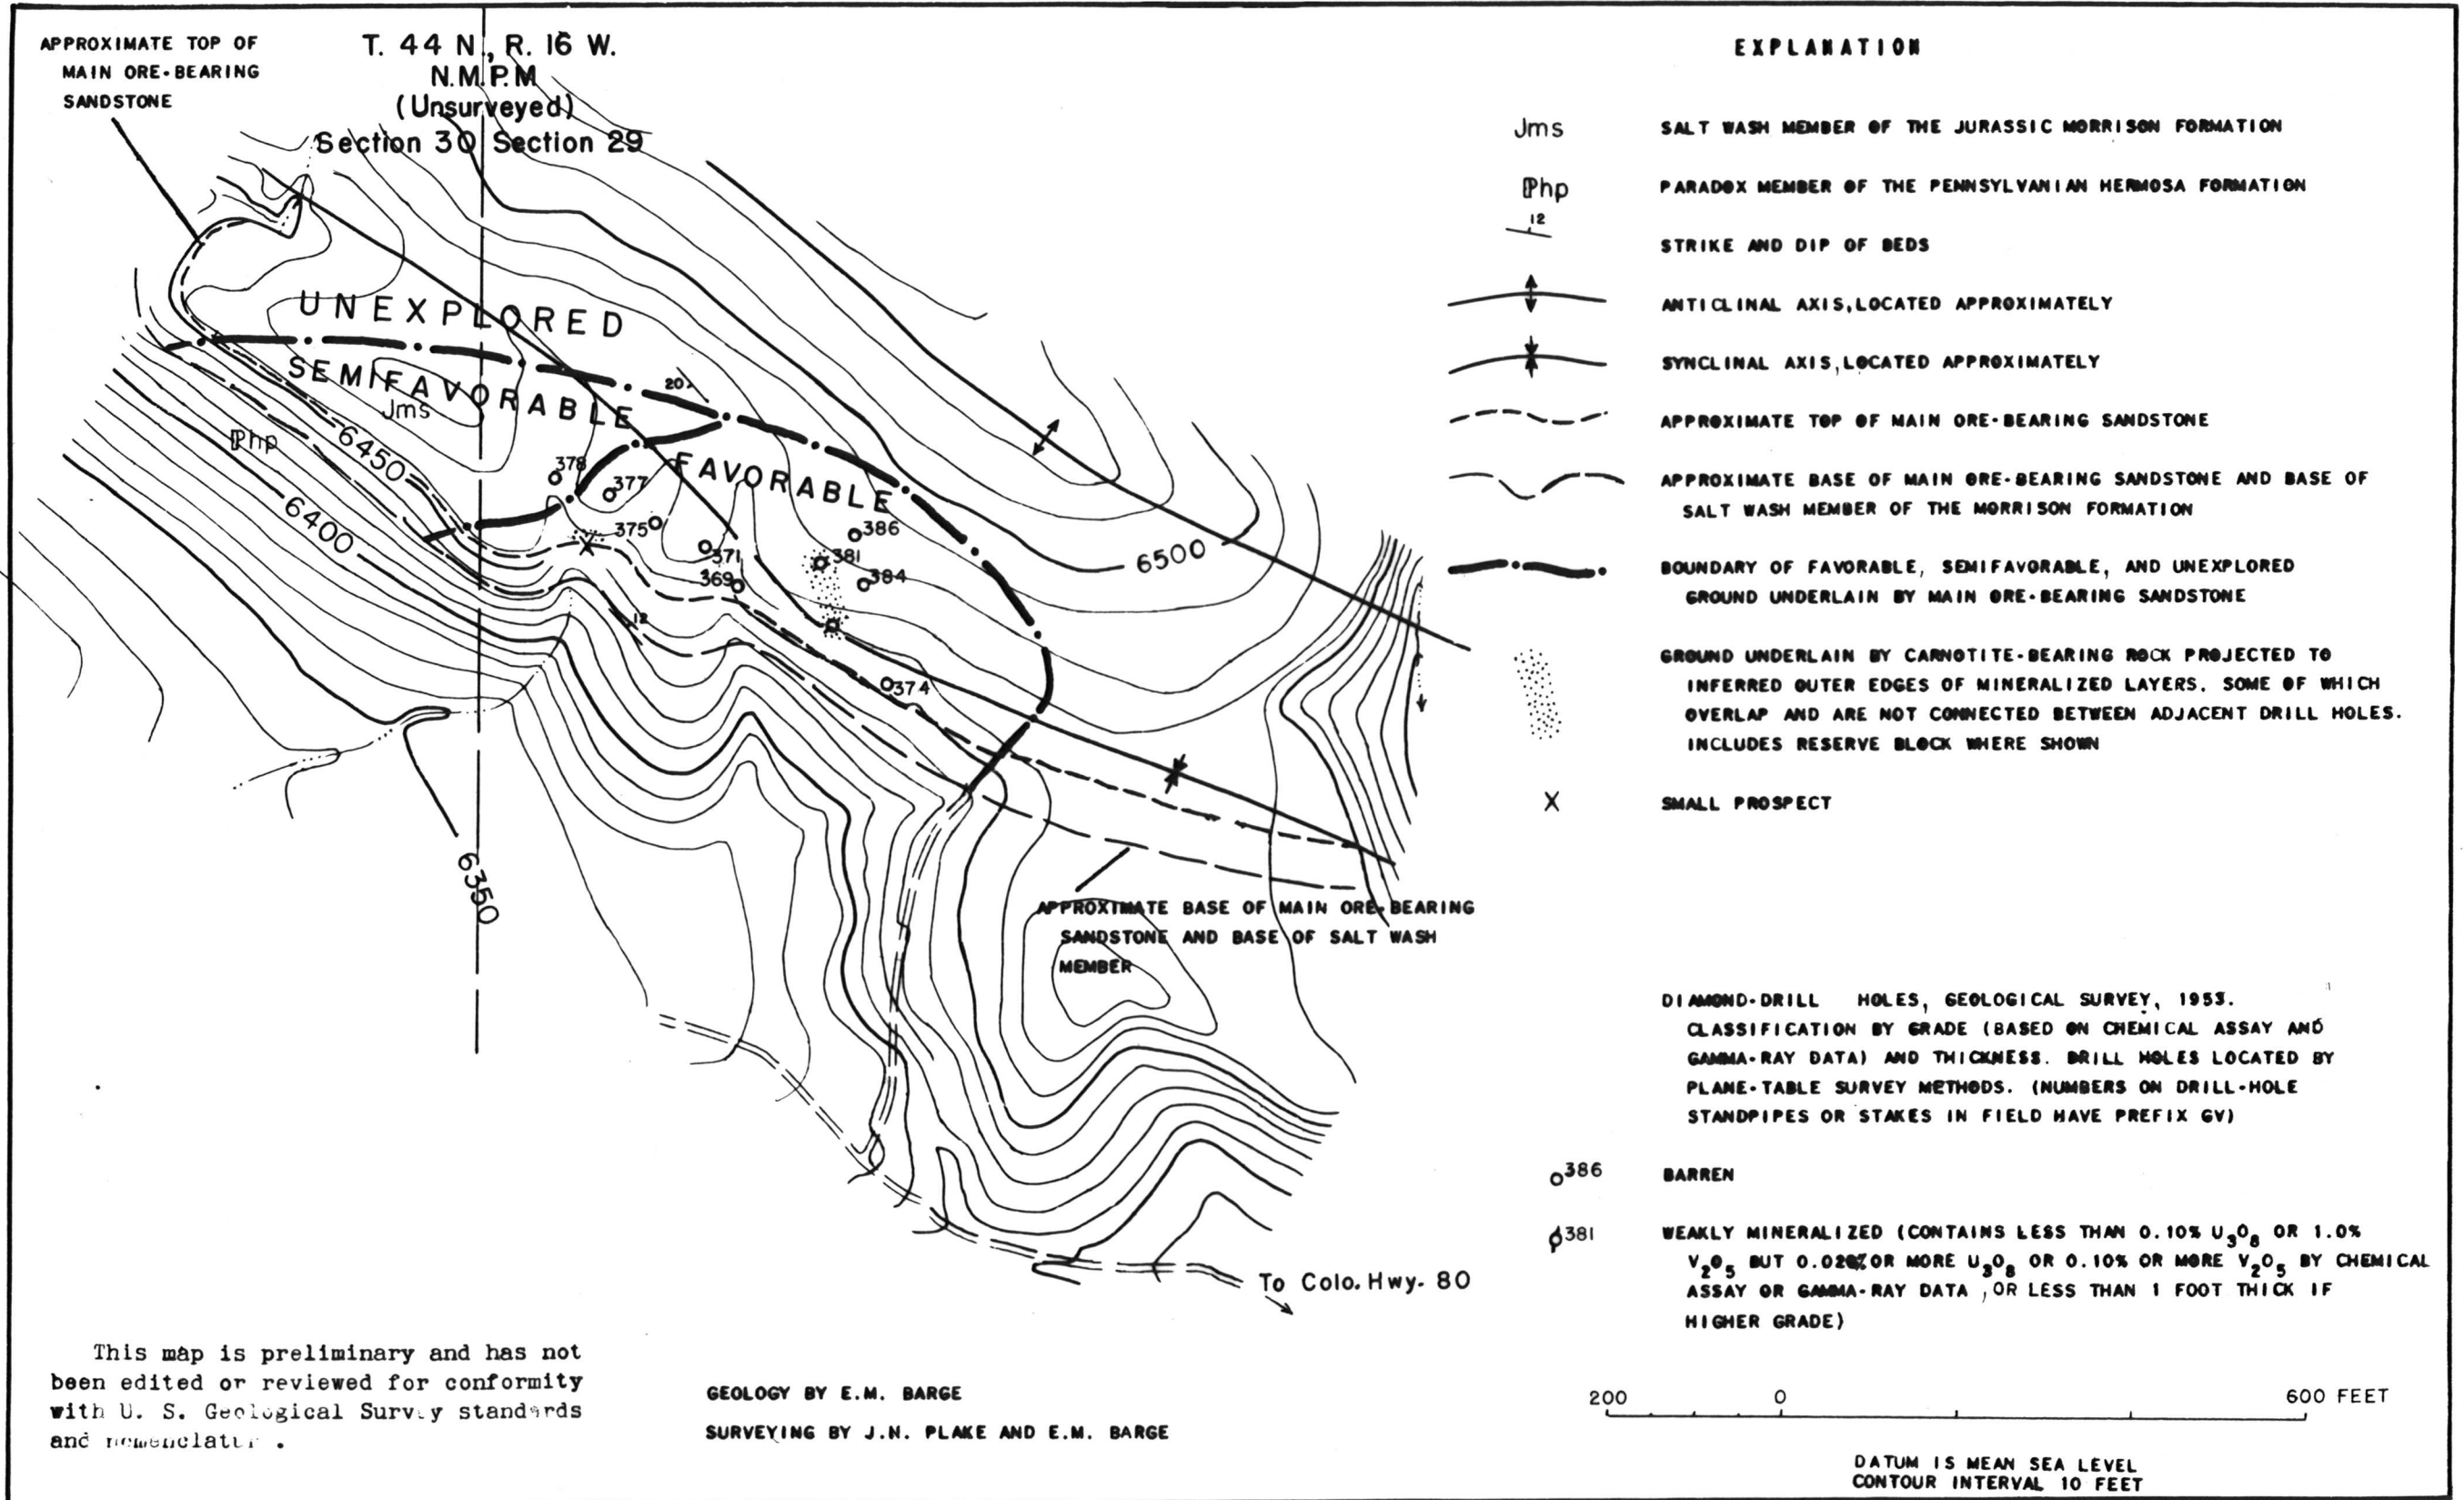 APPROXIMATE TOP OF
MAIN ORE-BEARING
SANDSTONE
T. 44 N., R. 16 W.
N.M.P.M
(Unsurveyed)
Section 30 Section 29
UNEXPLORED
SEMIFAVORABLE
FAVORABLE
Jms
Php
6450
6400
6350
6500
20
12
378
377
375
371
369
386
381
384
374
APPROXIMATE BASE OF MAIN ORE-BEARING
SANDSTONE AND BASE OF SALT WASH
MEMBER
To Colo. Hwy. 80
This map is preliminary and has not
been edited or reviewed for conformity
with U. S. Geological Survey standards
and
GEOLOGY BY E.M. BARGE
SURVEYING BY J.N. PLAKE AND E.M. BARGE
EXPLANATION
Jms SALT WASH MEMBER OF THE JURASSIC MORRISON FORMATION
Php PARADOX MEMBER OF THE PENNSYLVANIAN HERMOSA FORMATION
12
STRIKE AND DIP OF BEDS
ANTICLINAL AXIS, LOCATED APPROXIMATELY
SYNCLINAL AXIS, LOCATED APPROXIMATELY
APPROXIMATE TOP OF MAIN ORE-BEARING SANDSTONE
APPROXIMATE BASE OF MAIN ORE-BEARING SANDSTONE AND BASE OF
SALT WASH MEMBER OF THE MORRISON FORMATION
BOUNDARY OF FAVORABLE, SEMIFAVORABLE, AND UNEXPLORED
GROUND UNDERLAIN BY MAIN ORE-BEARING SANDSTONE
GROUND UNDERLAIN BY CARNOTITE-BEARING ROCK PROJECTED TO
INFERRED OUTER EDGES OF MINERALIZED LAYERS. SOME OF WHICH
OVERLAP AND ARE NOT CONNECTED BETWEEN ADJACENT DRILL HOLES.
INCLUDES RESERVE BLOCK WHERE SHOWN
X SMALL PROSPECT
DIAMOND-DRILL HOLES, GEOLOGICAL SURVEY, 1953.
CLASSIFICATION BY GRADE (BASED ON CHEMICAL ASSAY AND
GAMMA-RAY DATA) AND THICKNESS. DRILL HOLES LOCATED BY
PLANE-TABLE SURVEY METHODS. (NUMBERS ON DRILL-HOLE
STANDPIPES OR STAKES IN FIELD HAVE PREFIX GV)
386 BARREN
381 WEAKLY MINERALIZED (CONTAINS LESS THAN 0.10% U3O8 OR 1.0%
V2O5 BUT 0.020% OR MORE U3O8 OR 0.10% OR MORE V2O5 BY CHEMICAL
ASSAY OR GAMMA-RAY DATA, OR LESS THAN 1 FOOT THICK IF
HIGHER GRADE)
200 0 600 FEET
DATUM IS MEAN SEA LEVEL
CONTOUR INTERVAL 10 FEET